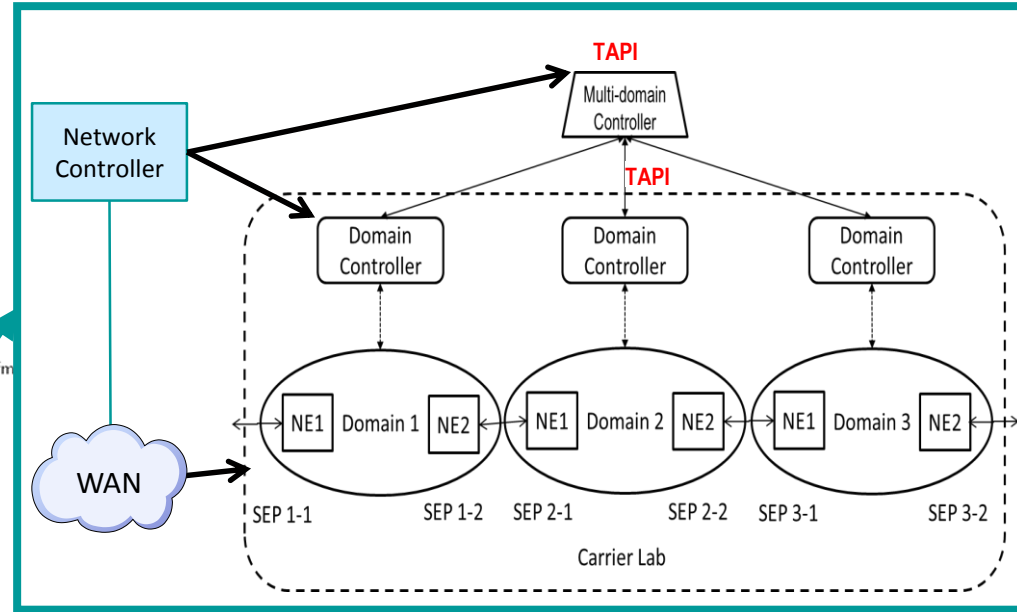 TAPI
Multi-domain
Controller
Network
Controller
TAPI
Domain
Controller
Domain
Controller
Domain
Controller
NE1
Domain 1
NE2
NE1
Domain 2
NE2
NE1
Domain 3
NE2
WAN
SEP 1-1
SEP 1-2
SEP 2-1
SEP 2-2
SEP 3-1
SEP 3-2
Carrier Lab